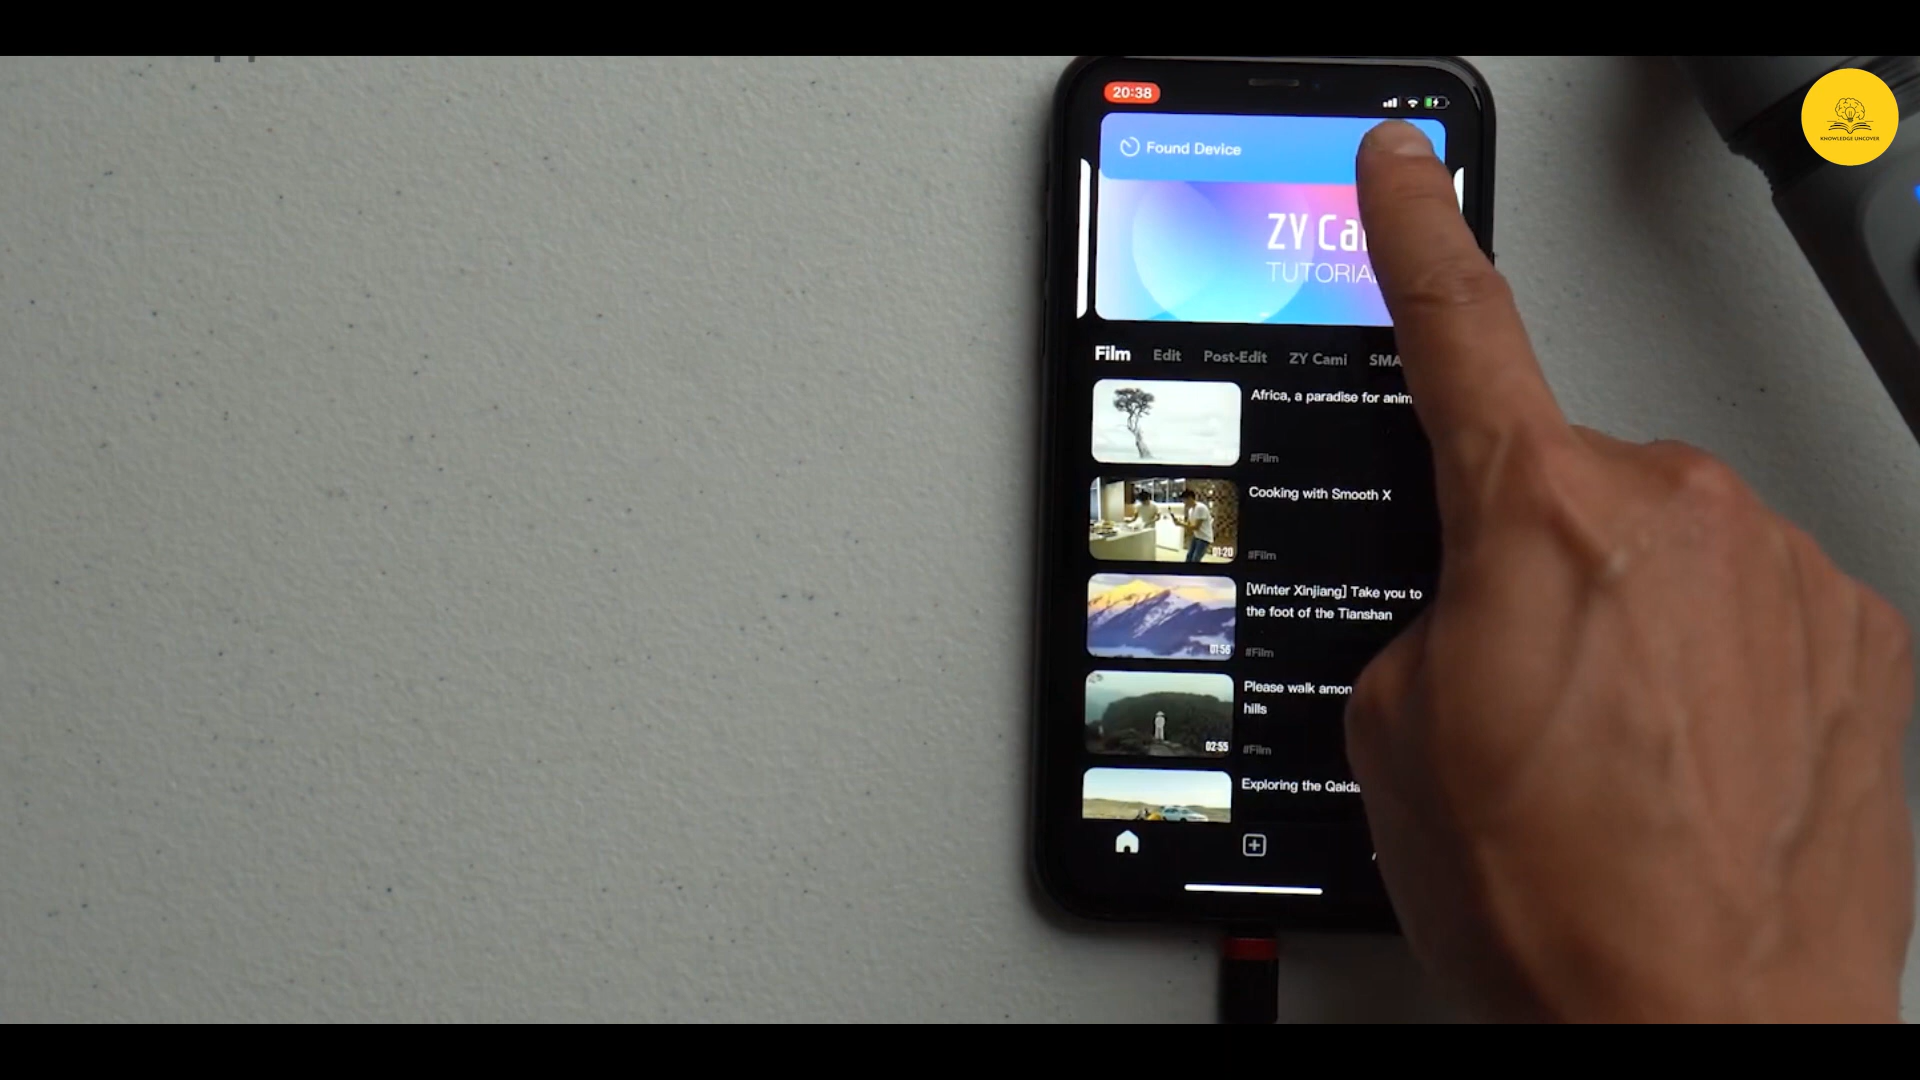 20:38
Found Device
ZY
TUTORIA
Film Edit Post-Edit ZY Cami SMA
Africa, a paradise for anim
#Film
Cooking with Smooth X
01:20
#Film
[Winter Xinjiang] Take you to
the foot of the Tianshan
01:56
#Film
Please walk amon
hills
02:55
#Film
Exploring the Qaida
KNOWLEDGE UNCOVER